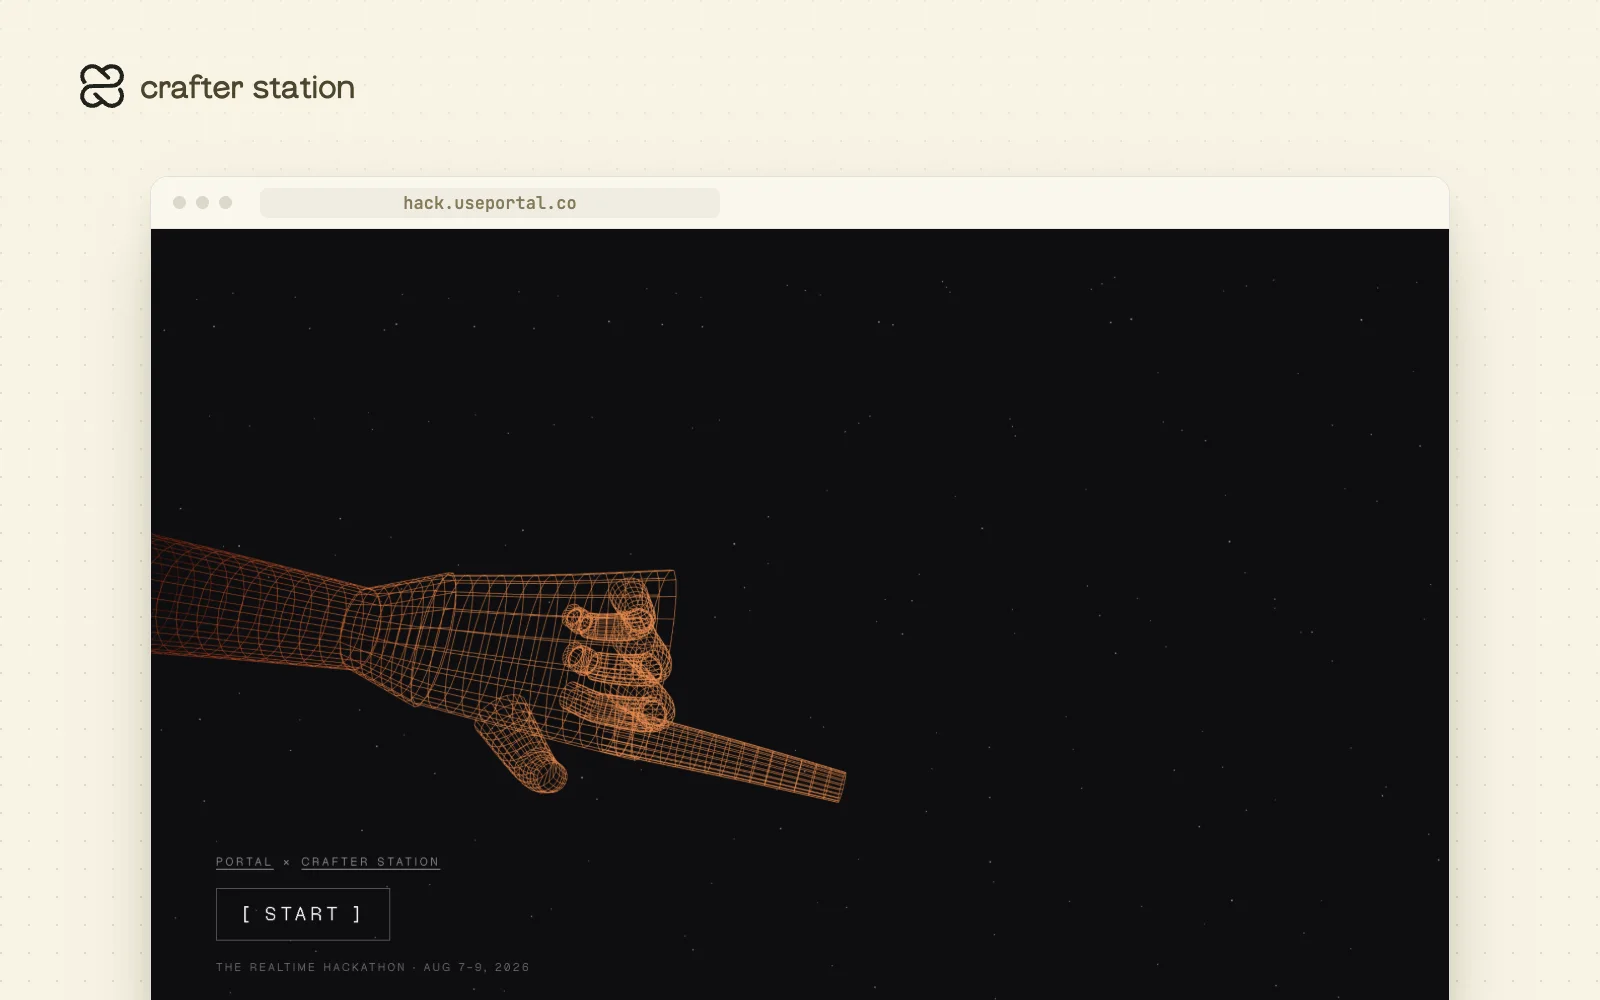 crafter station
hack.useportal.co
PORTAL × CRAFTER STATION
[ START ]
THE REALTIME HACKATHON · AUG 7–9, 2026